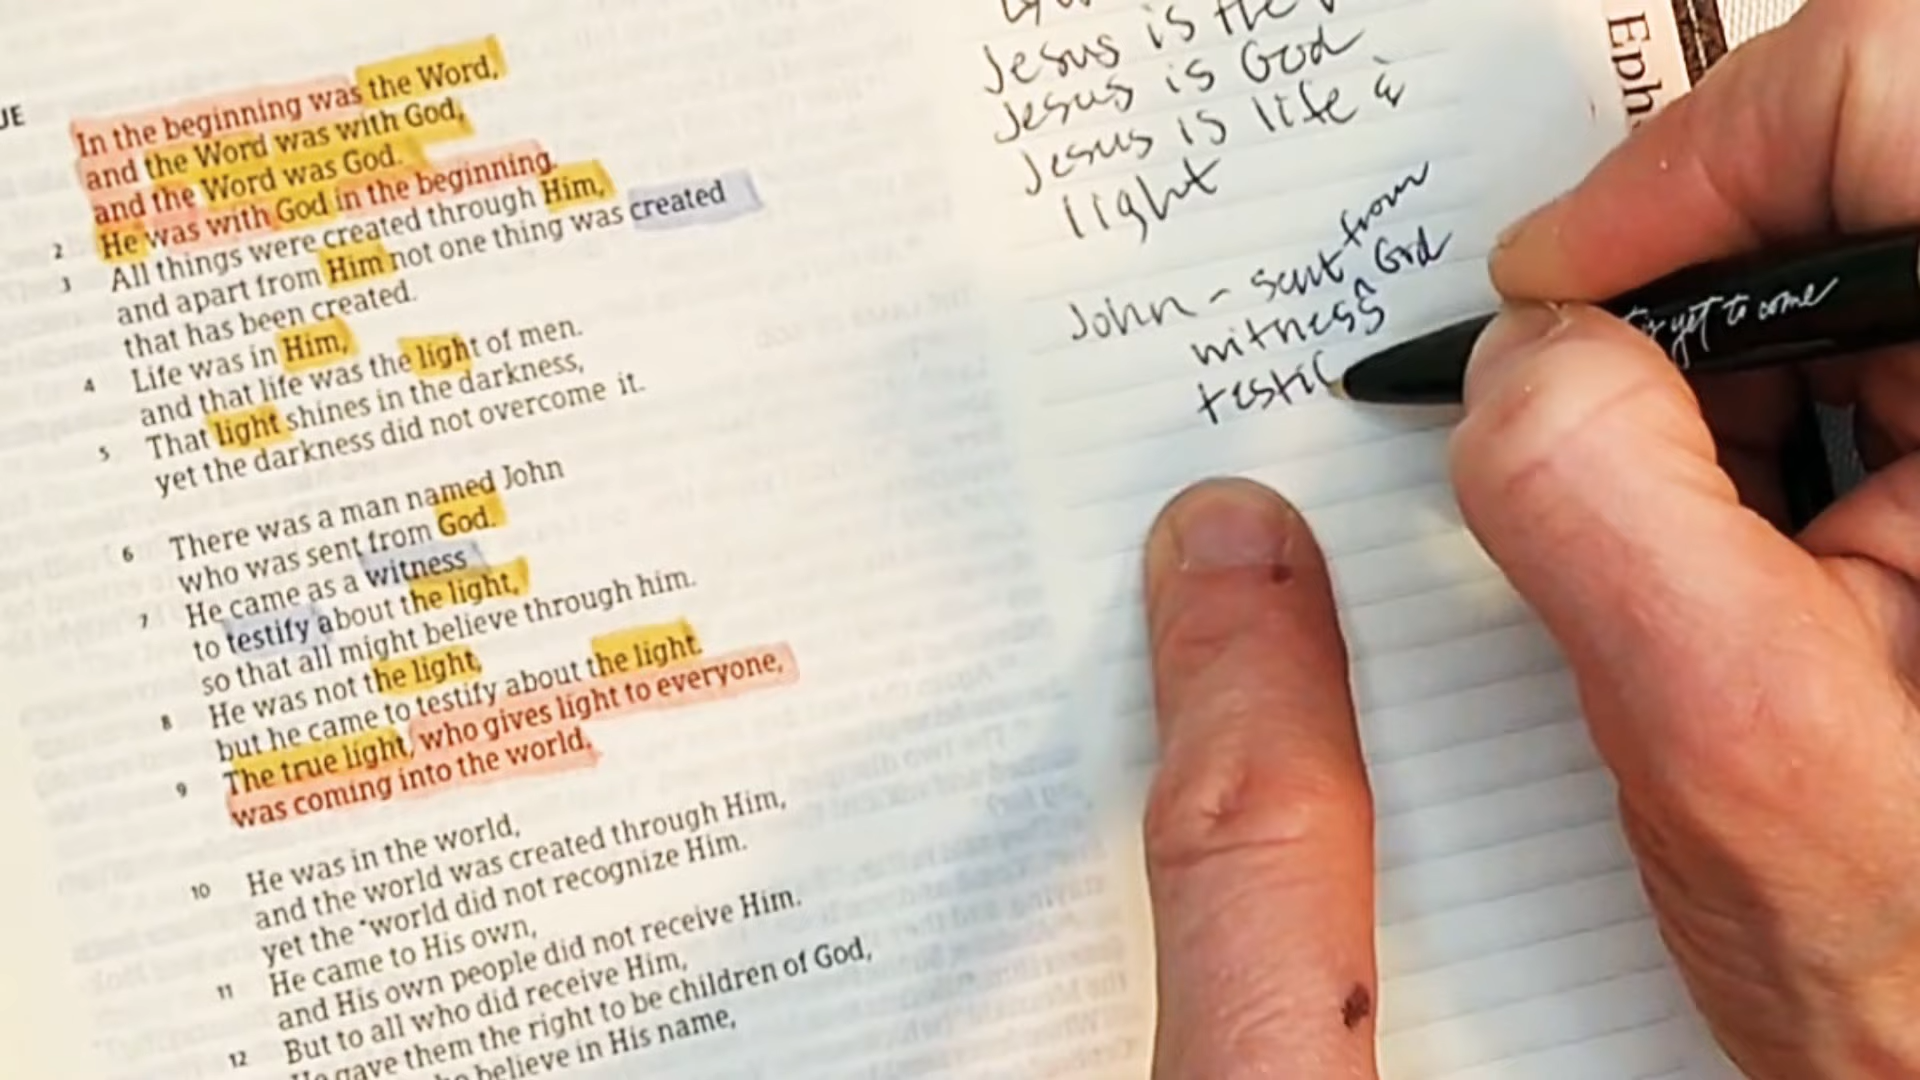 UE
In the beginning was the Word,
and the Word was with God,
and the Word was God.
2 He was with God in the beginning.
3 All things were created through Him,
and apart from Him not one thing was created
that has been created.
4 Life was in Him,
and that life was the light of men.
5 That light shines in the darkness,
yet the darkness did not overcome it.
6 There was a man named John
who was sent from God.
7 He came as a witness
to testify about the light,
so that all might believe through him.
8 He was not the light,
but he came to testify about the light.
9 The true light, who gives light to everyone,
was coming into the world.
10 He was in the world,
and the world was created through Him,
yet the world did not recognize Him.
11 He came to His own,
and His own people did not receive Him.
12 But to all who did receive Him,
He gave them the right to be children of God,
believe in His name,
Jesus is the
Jesus is God
Jesus is life &
light
John - sent from
witness ^ God
testi
Eph
yet to come